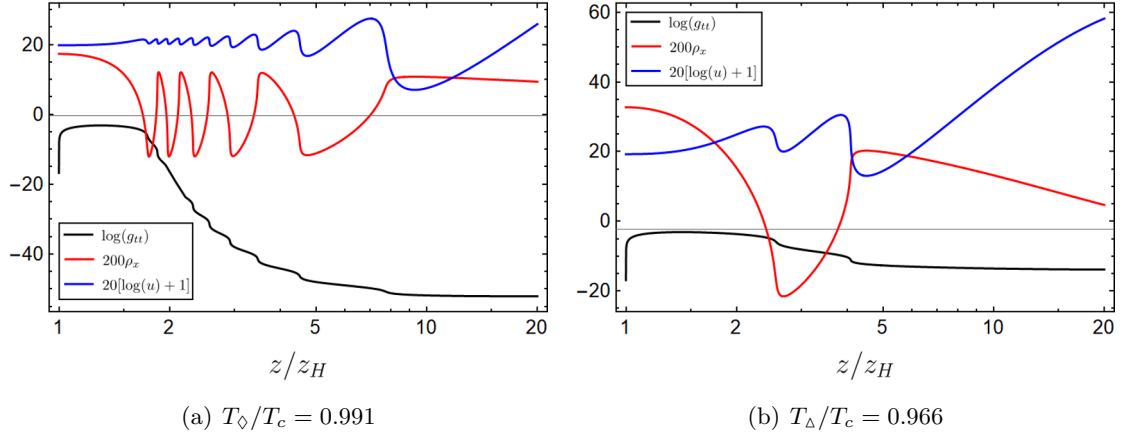 20
0
−20
−40
log(g_tt)
200ρ_x
20[log(u)+1]
1
2
5
10
20
z/z_H
(a) T_◊/T_c = 0.991
60
40
20
0
−20
log(g_tt)
200ρ_x
20[log(u)+1]
1
2
5
10
20
z/z_H
(b) T_△/T_c = 0.966